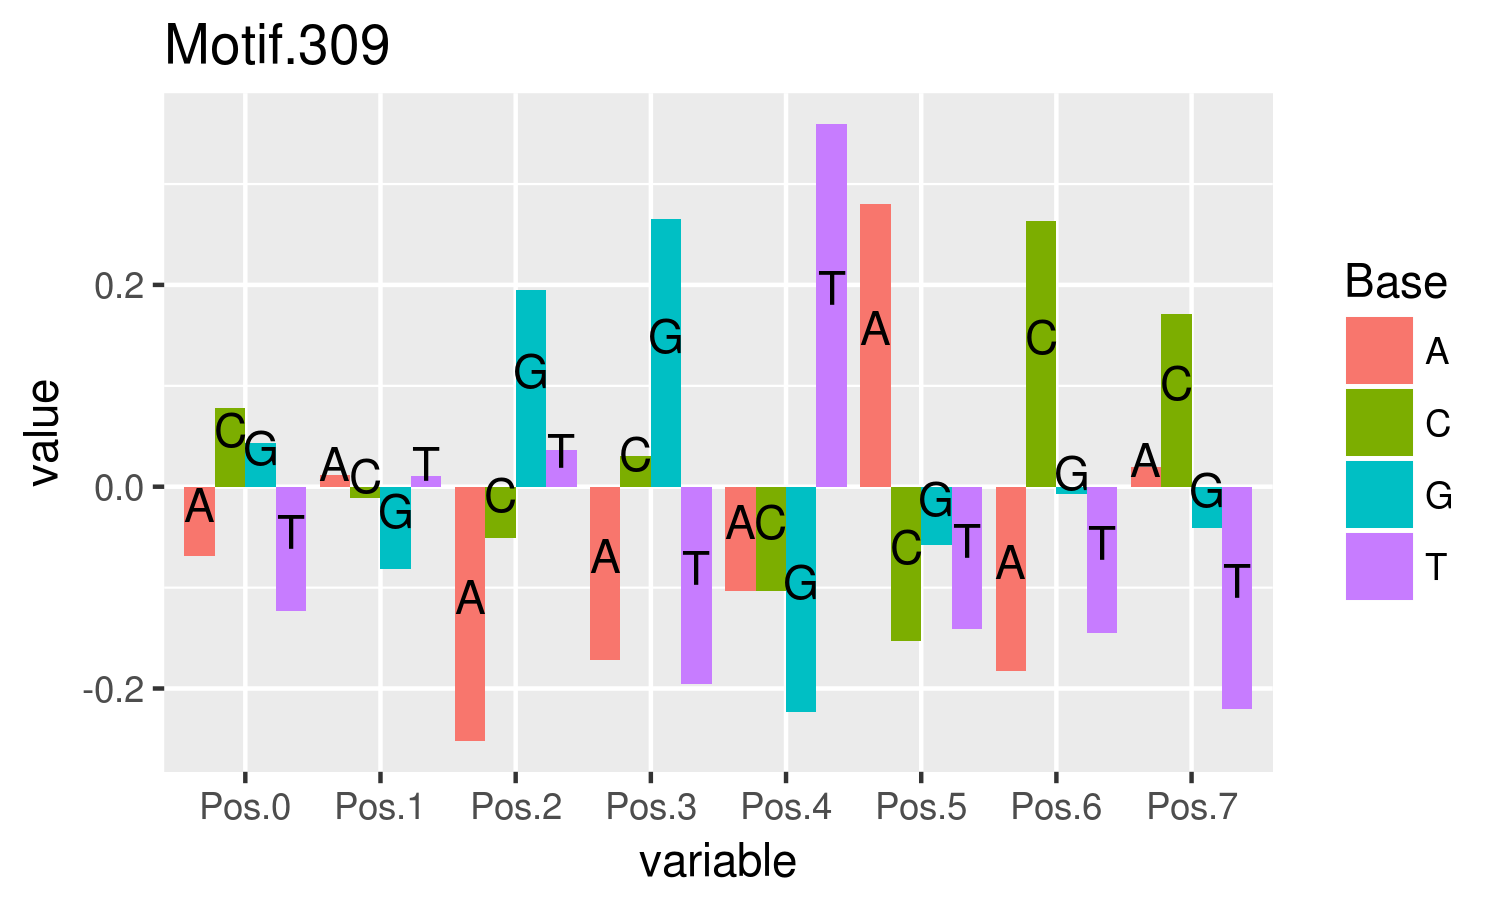 Motif.309
value
0.2
0.0
-0.2
A C G T
A C G T
A C G T
A C G T
A C G T
A C G T
A C G T
A C G T
Pos.0 Pos.1 Pos.2 Pos.3 Pos.4 Pos.5 Pos.6 Pos.7
variable
Base
A
C
G
T